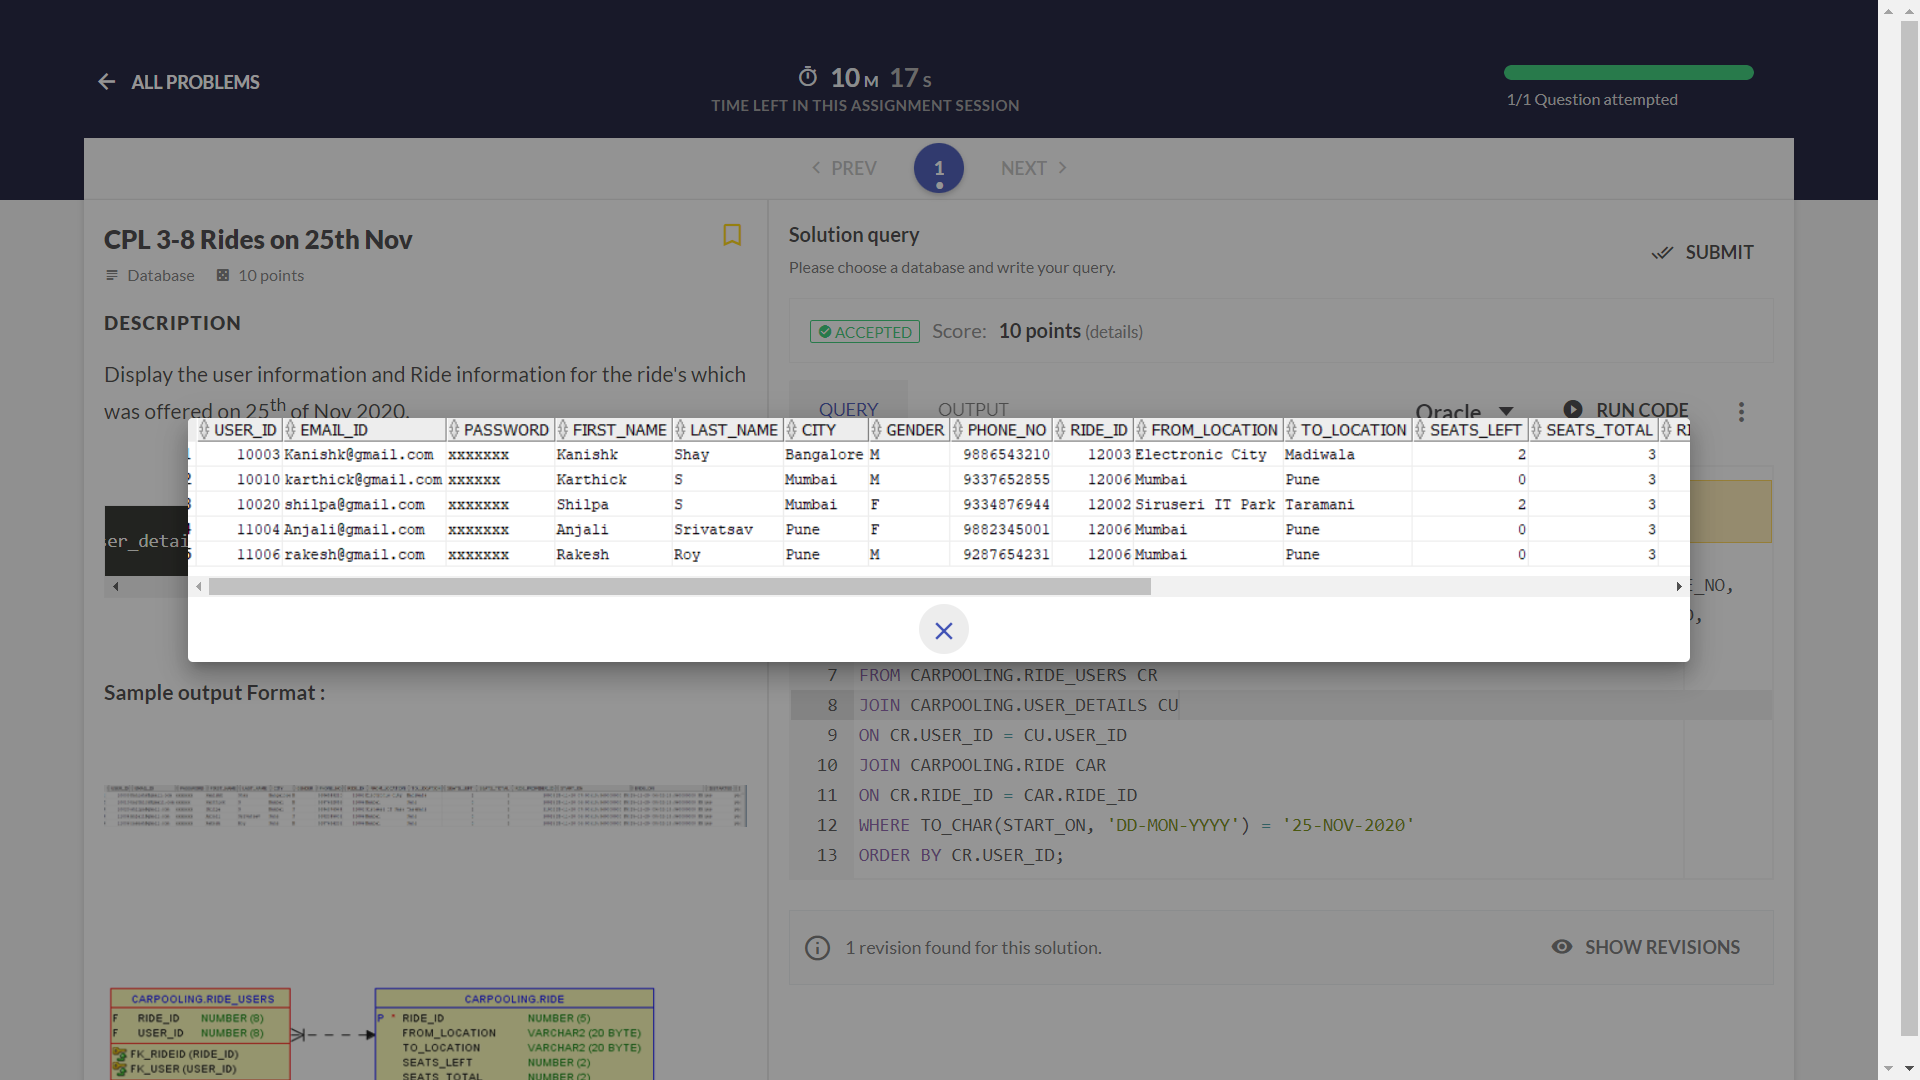 ALL PROBLEMS
10 M 17 S
TIME LEFT IN THIS ASSIGNMENT SESSION
1/1 Question attempted
PREV 1 NEXT
CPL 3-8 Rides on 25th Nov
Database 10 points
DESCRIPTION
Display the user information and Ride information for the ride's which
was offered on 25th of Nov 2020.
Solution query
Please choose a database and write your query.
SUBMIT
ACCEPTED Score: 10 points (details)
QUERY OUTPUT Oracle RUN CODE
USER_ID EMAIL_ID PASSWORD FIRST_NAME LAST_NAME CITY GENDER PHONE_NO RIDE_ID FROM_LOCATION TO_LOCATION SEATS_LEFT SEATS_TOTAL
1 10003 Kanishk@gmail.com xxxxxxx Kanishk Shay Bangalore M 9886543210 12003 Electronic City Madiwala 2 3
2 10010 karthick@gmail.com xxxxxx Karthick S Mumbai M 9337652855 12006 Mumbai Pune 0 3
3 10020 shilpa@gmail.com xxxxxxx Shilpa S Mumbai F 9334876944 12002 Siruseri IT Park Taramani 2 3
4 11004 Anjali@gmail.com xxxxxxx Anjali Srivatsav Pune F 9882345001 12006 Mumbai Pune 0 3
5 11006 rakesh@gmail.com xxxxxxx Rakesh Roy Pune M 9287654231 12006 Mumbai Pune 0 3
ser_detai
_NO,
Sample output Format :
7 FROM CARPOOLING.RIDE_USERS CR
8 JOIN CARPOOLING.USER_DETAILS CU
9 ON CR.USER_ID = CU.USER_ID
10 JOIN CARPOOLING.RIDE CAR
11 ON CR.RIDE_ID = CAR.RIDE_ID
12 WHERE TO_CHAR(START_ON, 'DD-MON-YYYY') = '25-NOV-2020'
13 ORDER BY CR.USER_ID;
1 revision found for this solution.
SHOW REVISIONS
CARPOOLING.RIDE_USERS
F RIDE_ID NUMBER (8)
F USER_ID NUMBER (8)
FK_RIDEID (RIDE_ID)
FK_USER (USER_ID)
CARPOOLING.RIDE
P * RIDE_ID NUMBER (5)
FROM_LOCATION VARCHAR2 (20 BYTE)
TO_LOCATION VARCHAR2 (20 BYTE)
SEATS_LEFT NUMBER (2)
SEATS_TOTAL NUMBER (2)